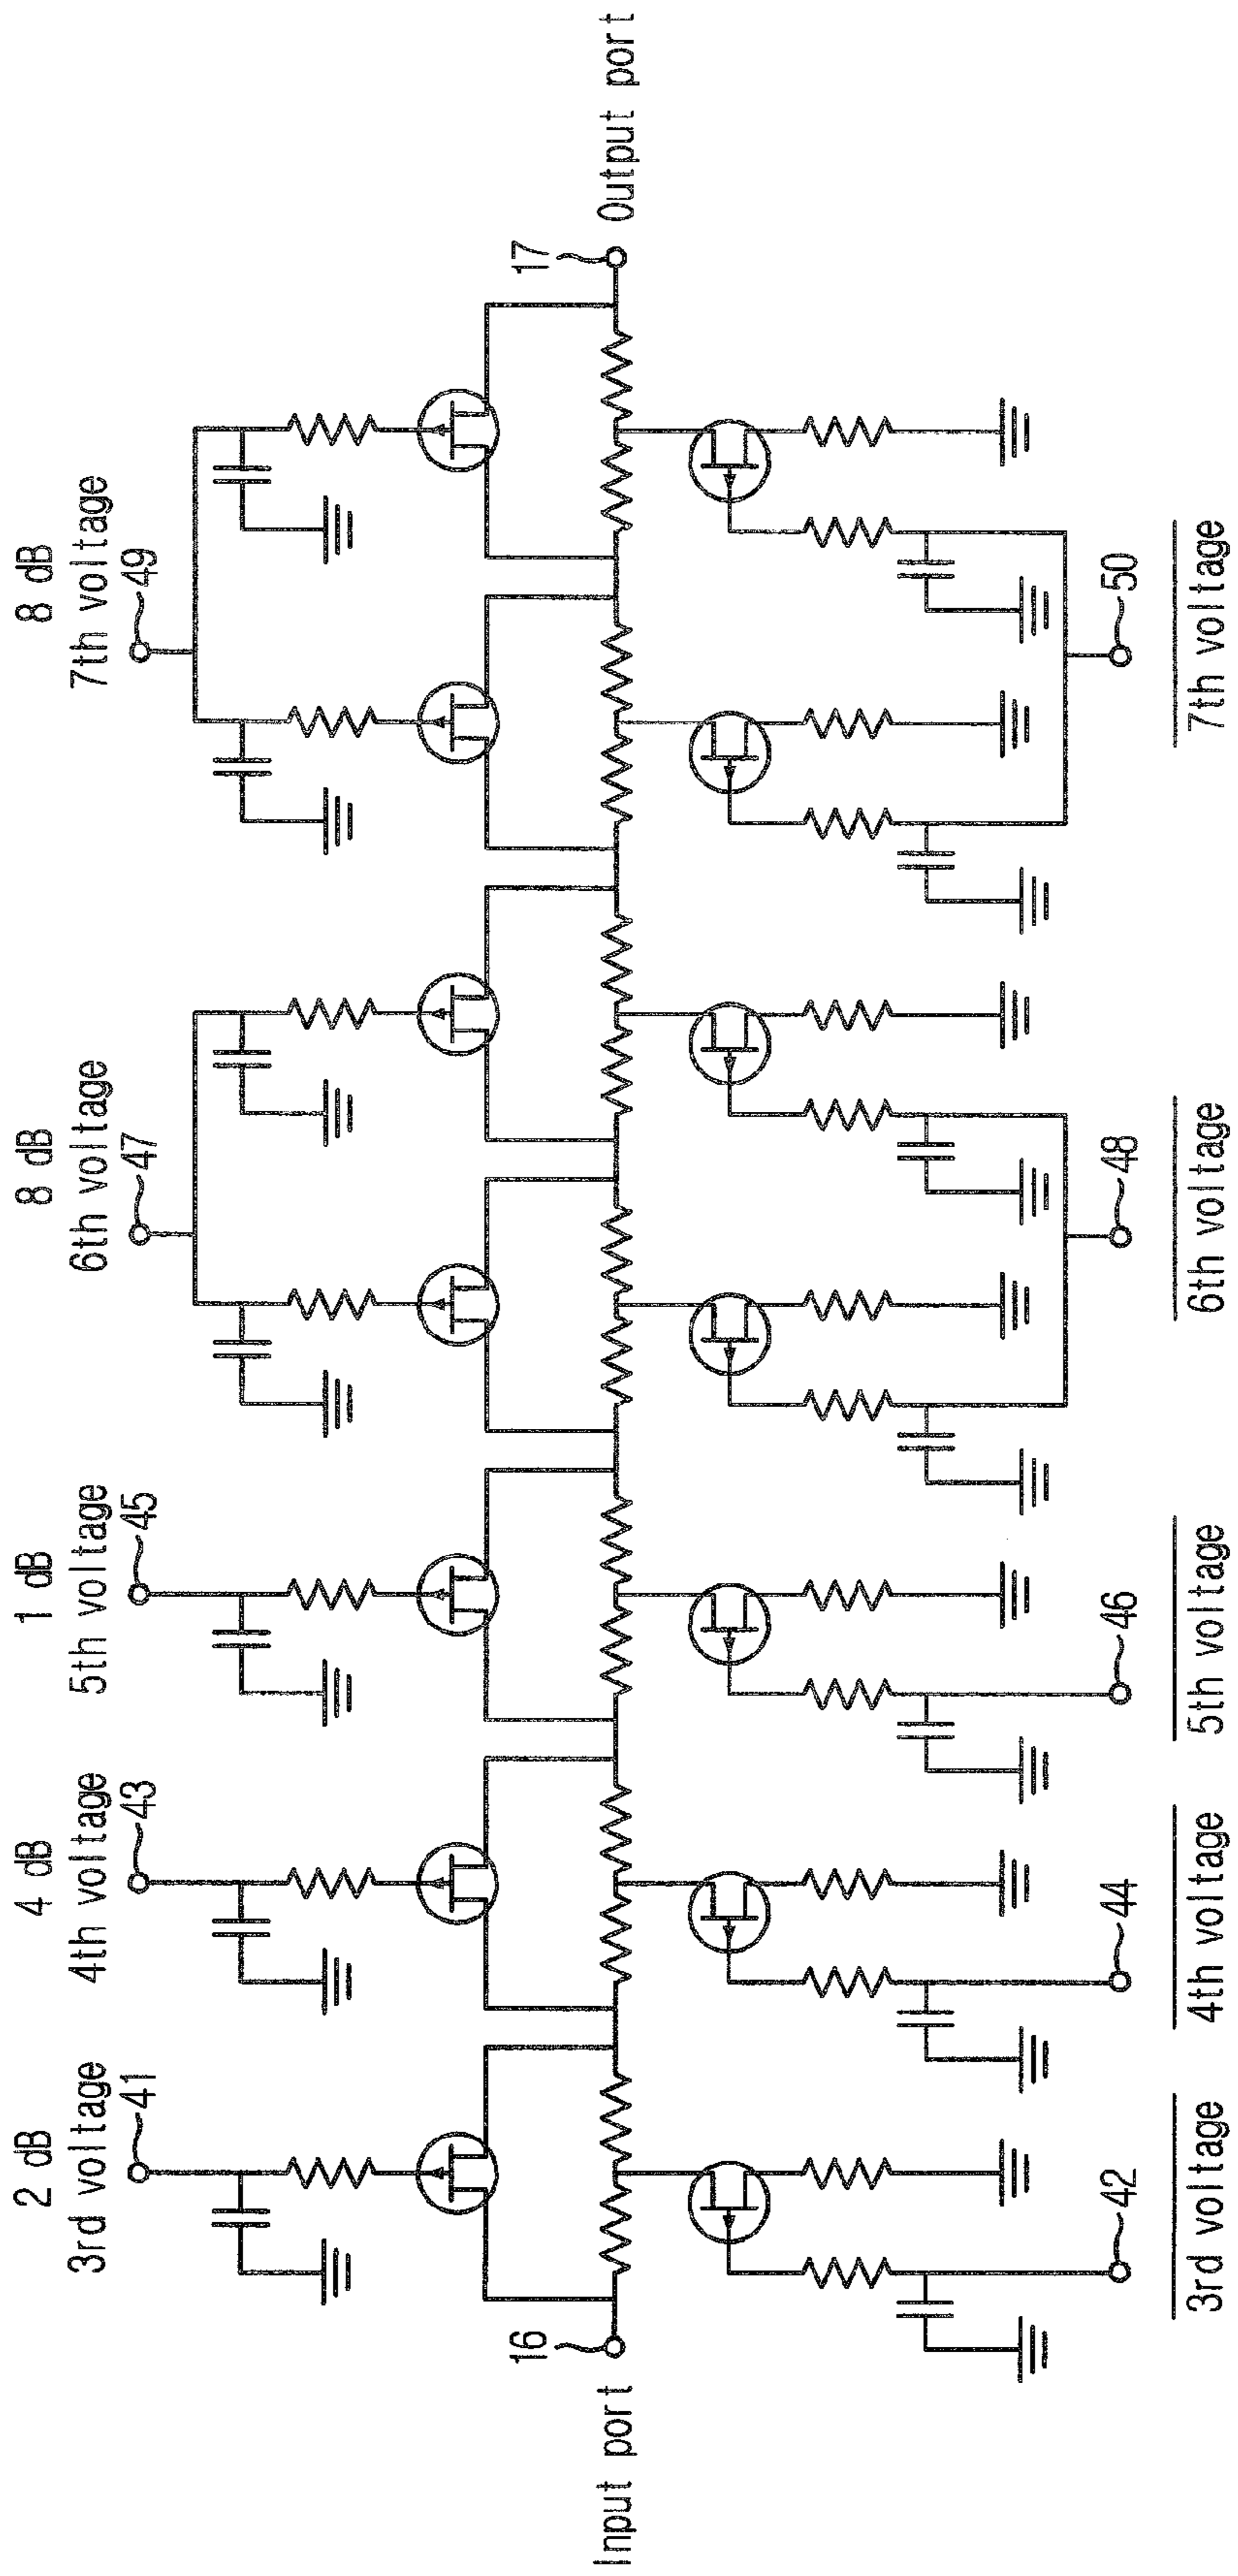 2 dB
3rd voltage
41
4 dB
4th voltage
43
1 dB
5th voltage
45
8 dB
6th voltage
47
8 dB
7th voltage
49
Input port
16
17
Output port
42
3rd voltage
44
4th voltage
46
5th voltage
48
6th voltage
50
7th voltage